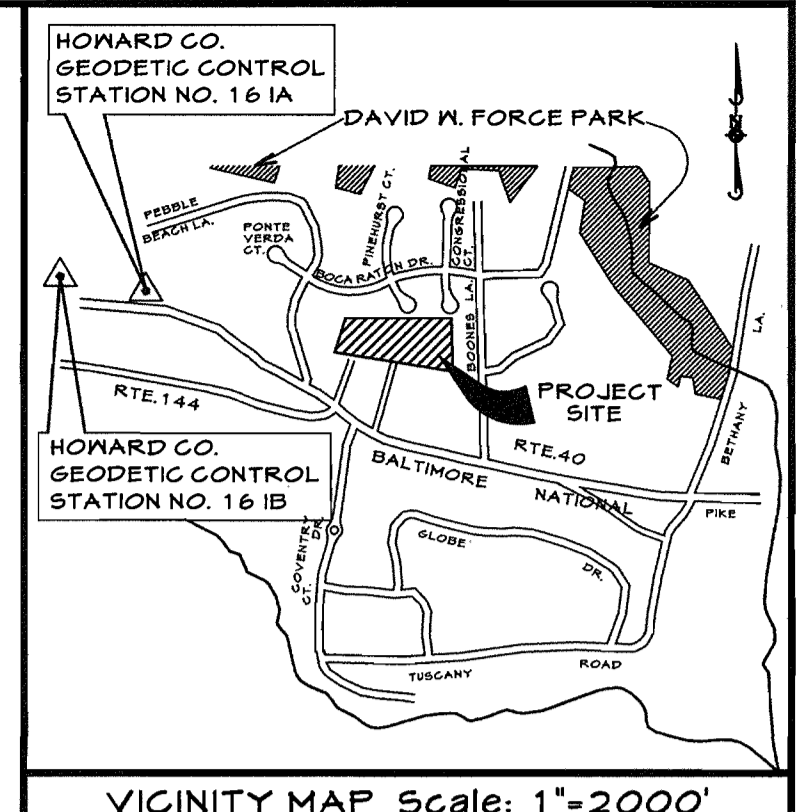 HOWARD CO.
GEODETIC CONTROL
STATION NO. 16 IA
DAVID W. FORCE PARK
N
PEBBLE
BEACH LA.
PONTE
VERDA
CT.
PINEHURST CT.
CONGRESSIONAL
CT.
BOCA RATON DR.
BOONES LA.
PROJECT
SITE
RTE. 144
RTE. 40
BETHANY LA.
HOWARD CO.
GEODETIC CONTROL
STATION NO. 16 IB
BALTIMORE NATIONAL PIKE
COVENTRY
CT. DR.
GLOBE DR.
TUSCANY ROAD
VICINITY MAP Scale: 1"=2000'